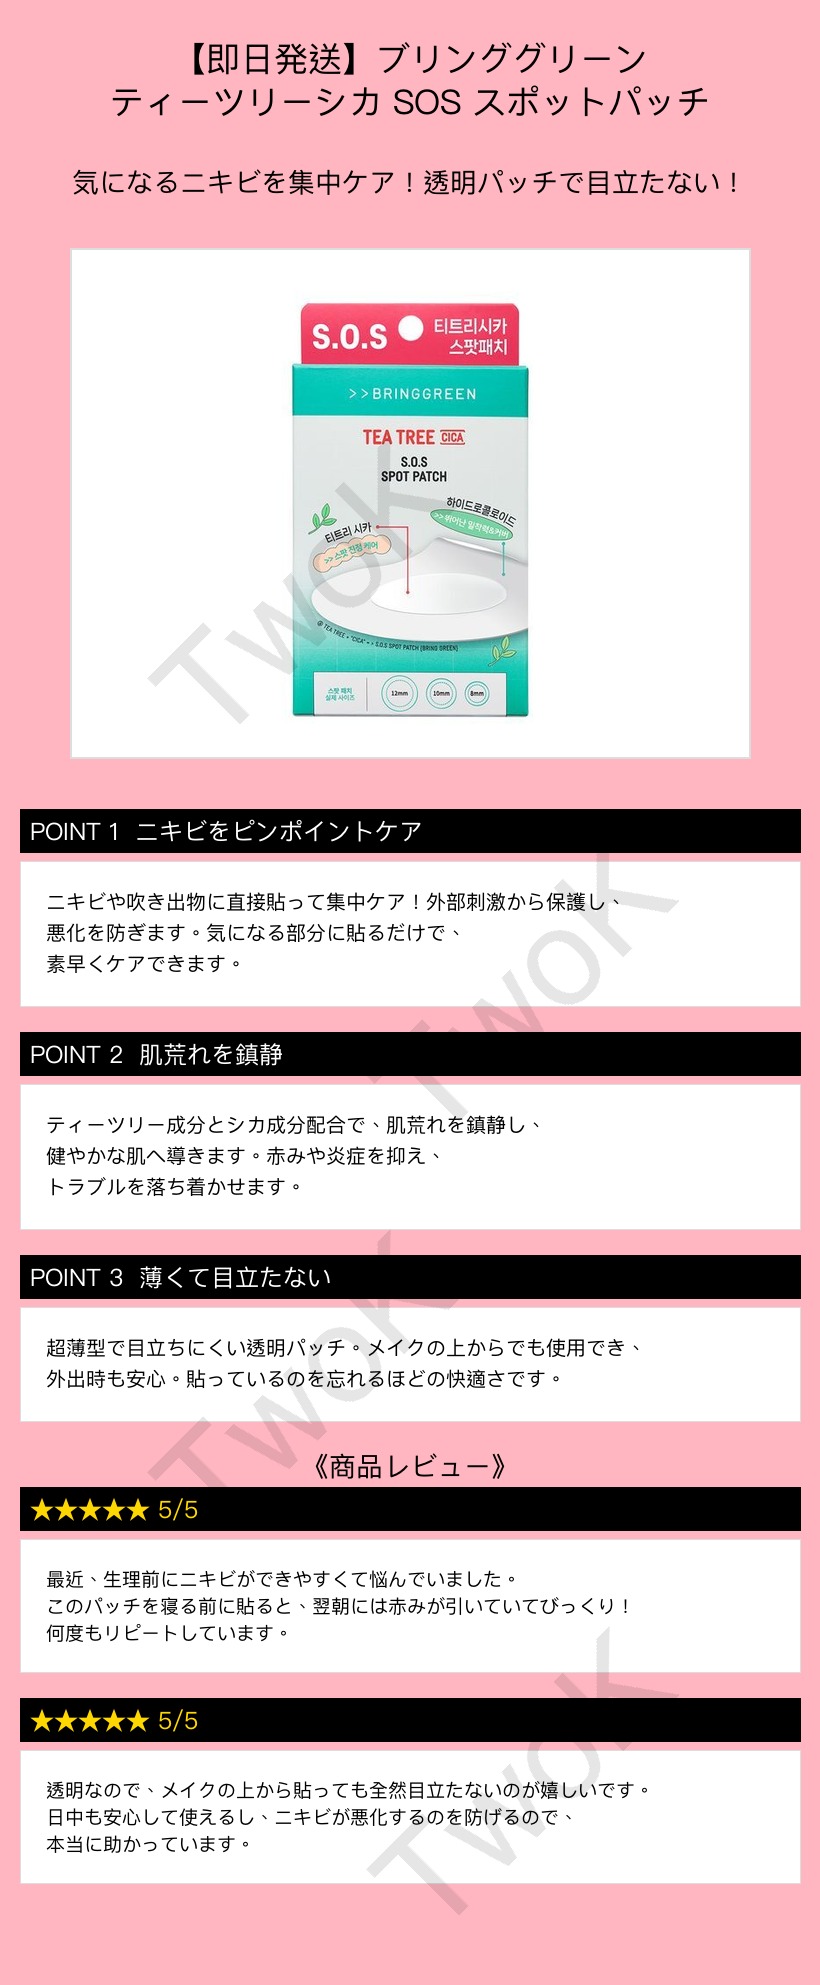 【即日発送】ブリンググリーン
ティーツリーシカ SOS スポットパッチ
気になるニキビを集中ケア！透明パッチで目立たない！
S.O.S
티트리시카
스팟패치
>>BRINGGREEN
TEA TREE CICA
S.O.S
SPOT PATCH
하이드로콜로이드
>>뛰어난 밀착력&커버
티트리 시카
>>스팟 진정 케어
TEA TREE + "CICA" = S.O.S SPOT PATCH [BRING GREEN]
스팟 패치
실제 사이즈
12mm 10mm 8mm
TwoK
POINT 1 ニキビをピンポイントケア
ニキビや吹き出物に直接貼って集中ケア！外部刺激から保護し、
悪化を防ぎます。気になる部分に貼るだけで、
素早くケアできます。
TwoK
POINT 2 肌荒れを鎮静
ティーツリー成分とシカ成分配合で、肌荒れを鎮静し、
健やかな肌へ導きます。赤みや炎症を抑え、
トラブルを落ち着かせます。
POINT 3 薄くて目立たない
超薄型で目立ちにくい透明パッチ。メイクの上からでも使用でき、
外出時も安心。貼っているのを忘れるほどの快適さです。
TwoK
《商品レビュー》
★★★★★ 5/5
最近、生理前にニキビができやすくて悩んでいました。
このパッチを寝る前に貼ると、翌朝には赤みが引いていてびっくり！
何度もリピートしています。
★★★★★ 5/5
透明なので、メイクの上から貼っても全然目立たないのが嬉しいです。
日中も安心して使えるし、ニキビが悪化するのを防げるので、
本当に助かっています。
TwoK